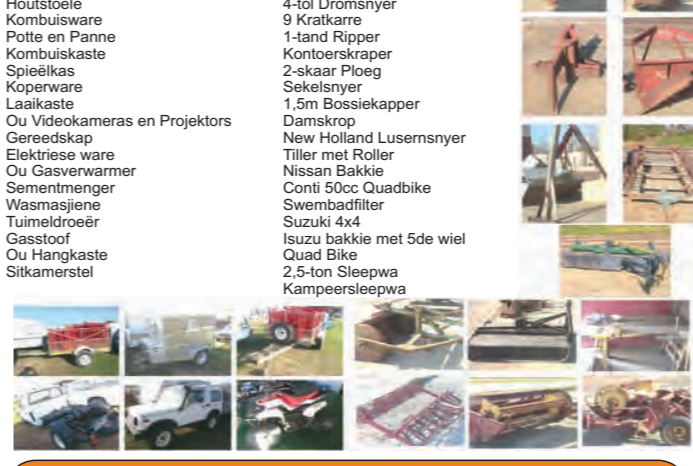 Houtstoele
Kombuisware
Potte en Panne
Kombuiskaste
Spieëlkas
Koperware
Laaikaste
Ou Videokameras en Projektors
Gereedskap
Elektriese ware
Ou Gasverwarmer
Sementmenger
Wasmasjiene
Tuimeldroeër
Gasstoof
Ou Hangkaste
Sitkamerstel
4-tol Dromsnyer
9 Kratkarre
1-tand Ripper
Kontoerskraper
2-skaar Ploeg
Sekelsnyer
1,5m Bossiekapper
Damskrop
New Holland Lusernsnyer
Tiller met Roller
Nissan Bakkie
Conti 50cc Quadbike
Swembadfilter
Suzuki 4x4
Isuzu bakkie met 5de wiel
Quad Bike
2,5-ton Sleepwa
Kampeersleepwa